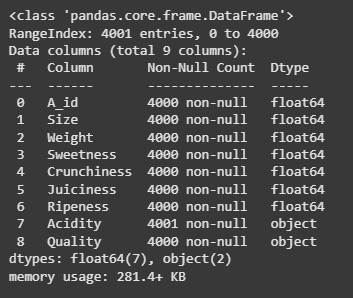 <class 'pandas.core.frame.DataFrame'>
RangeIndex: 4001 entries, 0 to 4000
Data columns (total 9 columns):
 #   Column       Non-Null Count  Dtype
---  ------       --------------  -----
 0   A_id         4000 non-null   float64
 1   Size         4000 non-null   float64
 2   Weight       4000 non-null   float64
 3   Sweetness    4000 non-null   float64
 4   Crunchiness  4000 non-null   float64
 5   Juiciness    4000 non-null   float64
 6   Ripeness     4000 non-null   float64
 7   Acidity      4001 non-null   object
 8   Quality      4000 non-null   object
dtypes: float64(7), object(2)
memory usage: 281.4+ KB